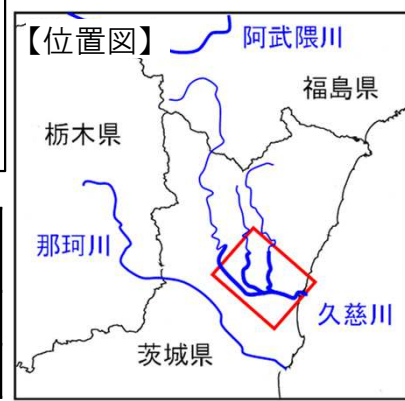 【位置図】
阿武隈川
福島県
栃木県
那珂川
久慈川
茨城県